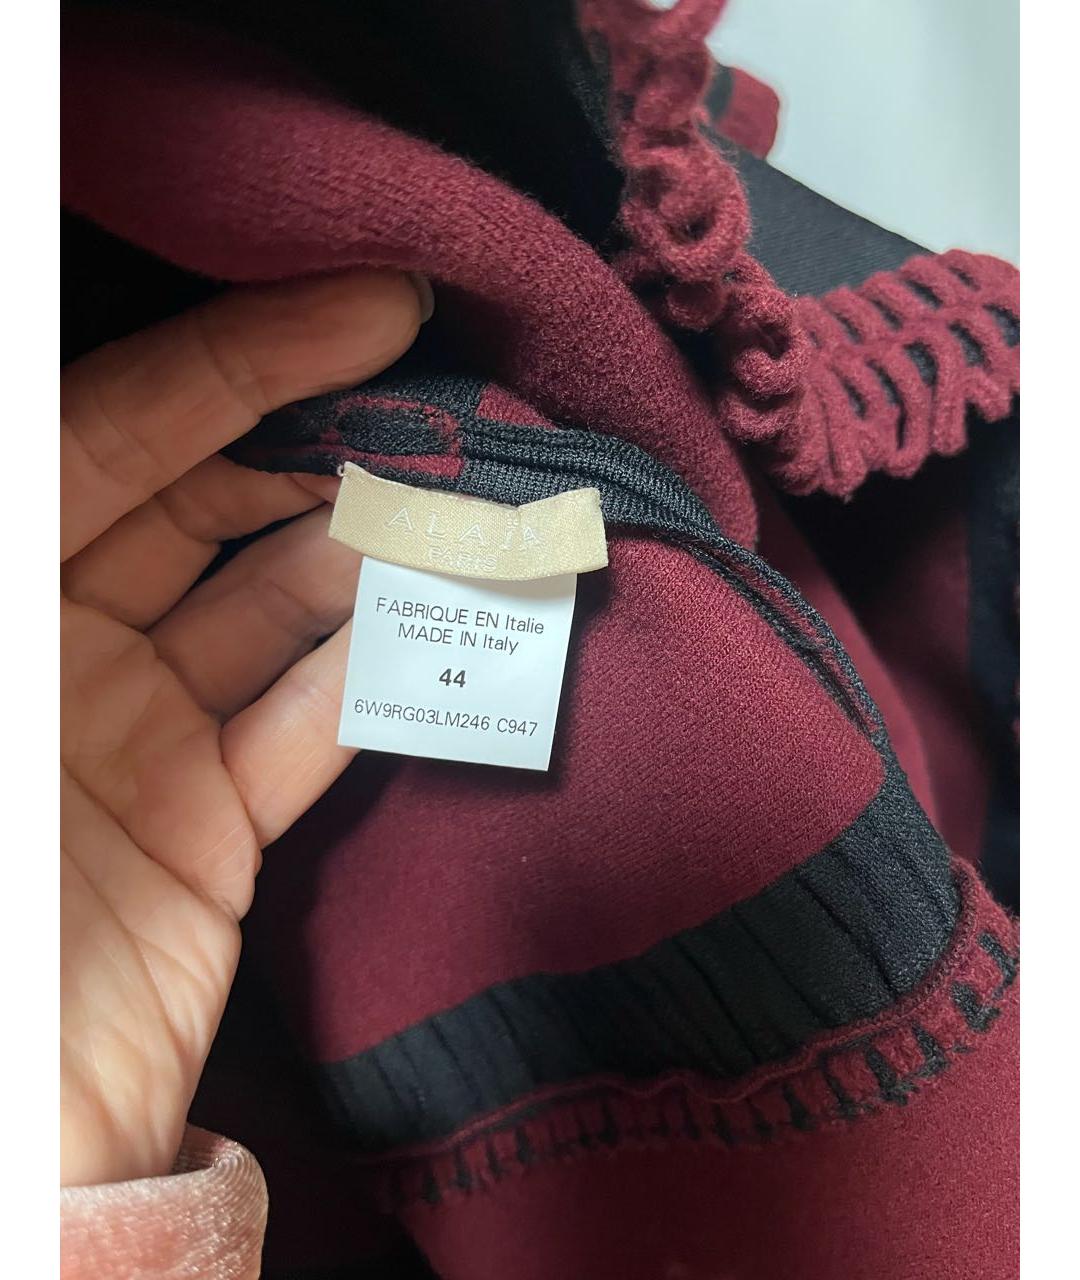 ALAÏA
PARIS
FABRIQUE EN Italie
MADE IN Italy
44
6W9RG03LM246 C947